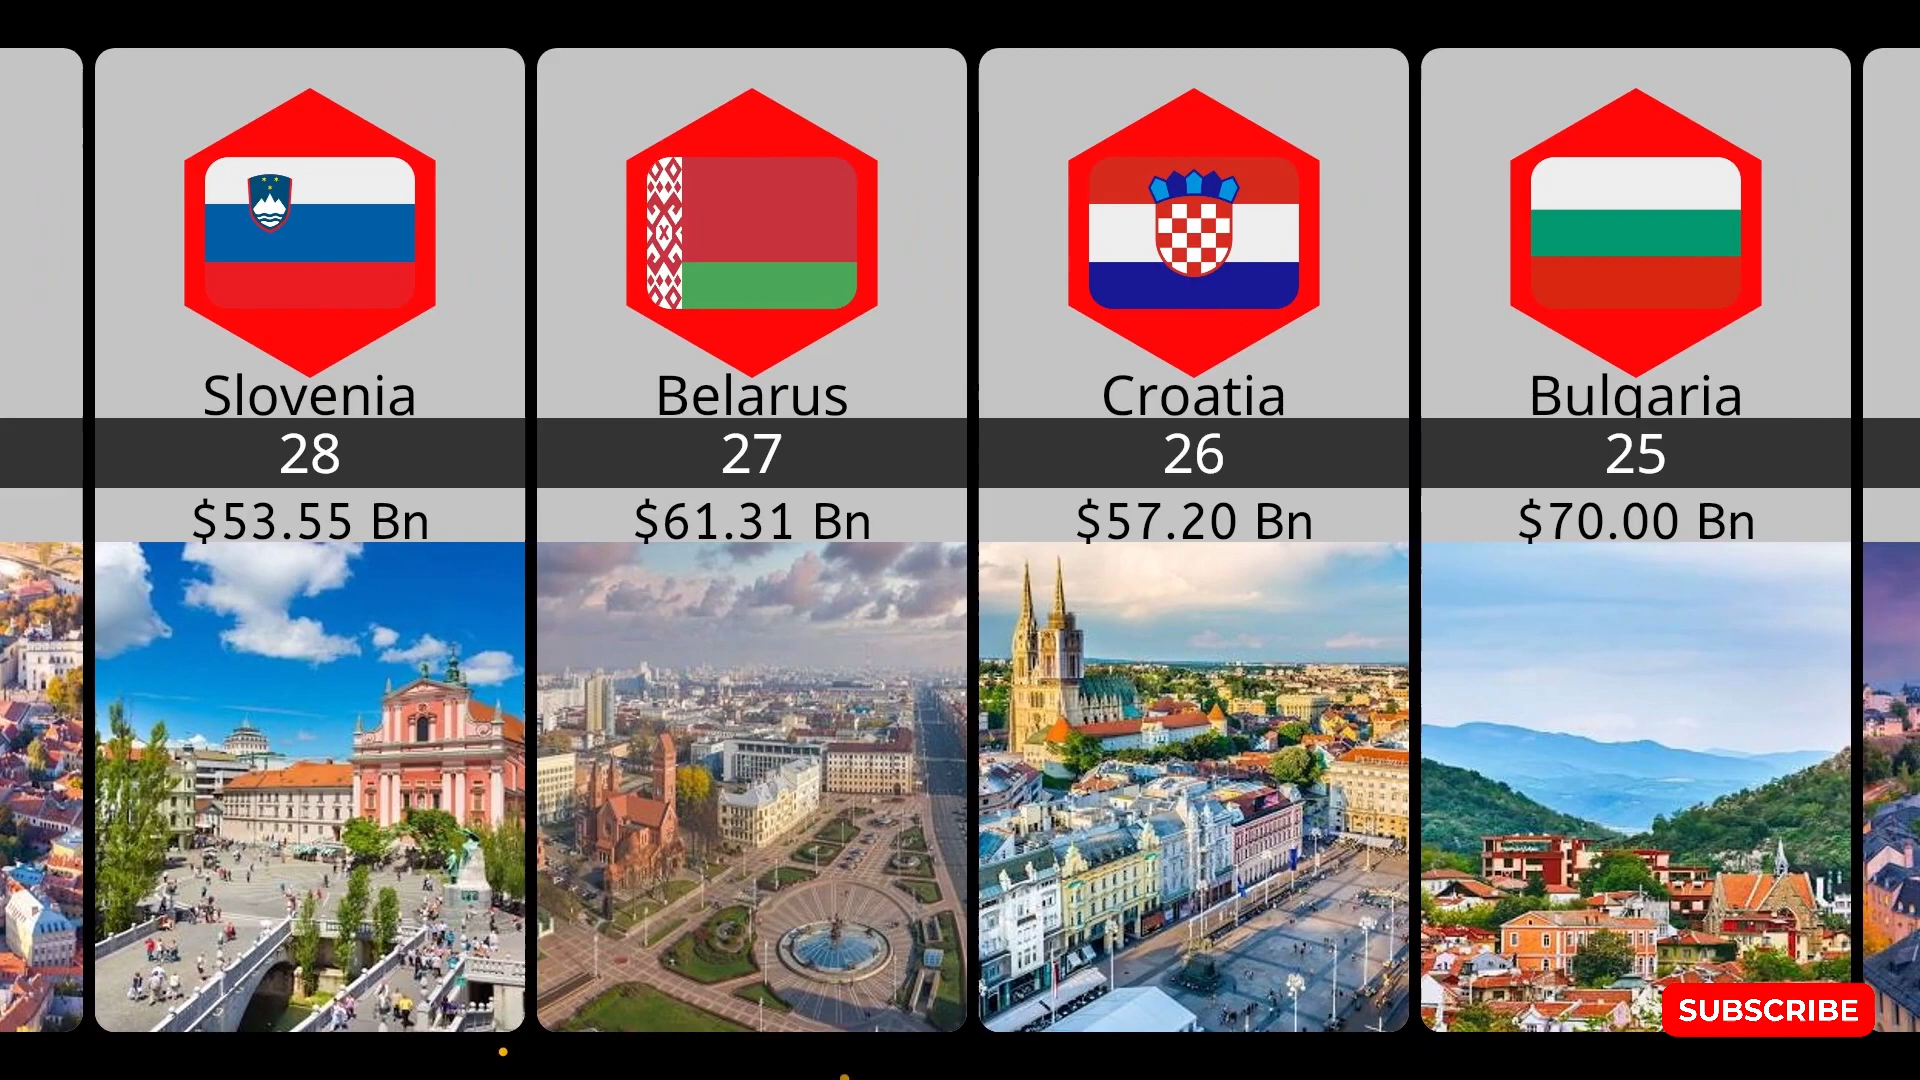 Slovenia
28
$53.55 Bn
Belarus
27
$61.31 Bn
Croatia
26
$57.20 Bn
Bulgaria
25
$70.00 Bn
SUBSCRIBE